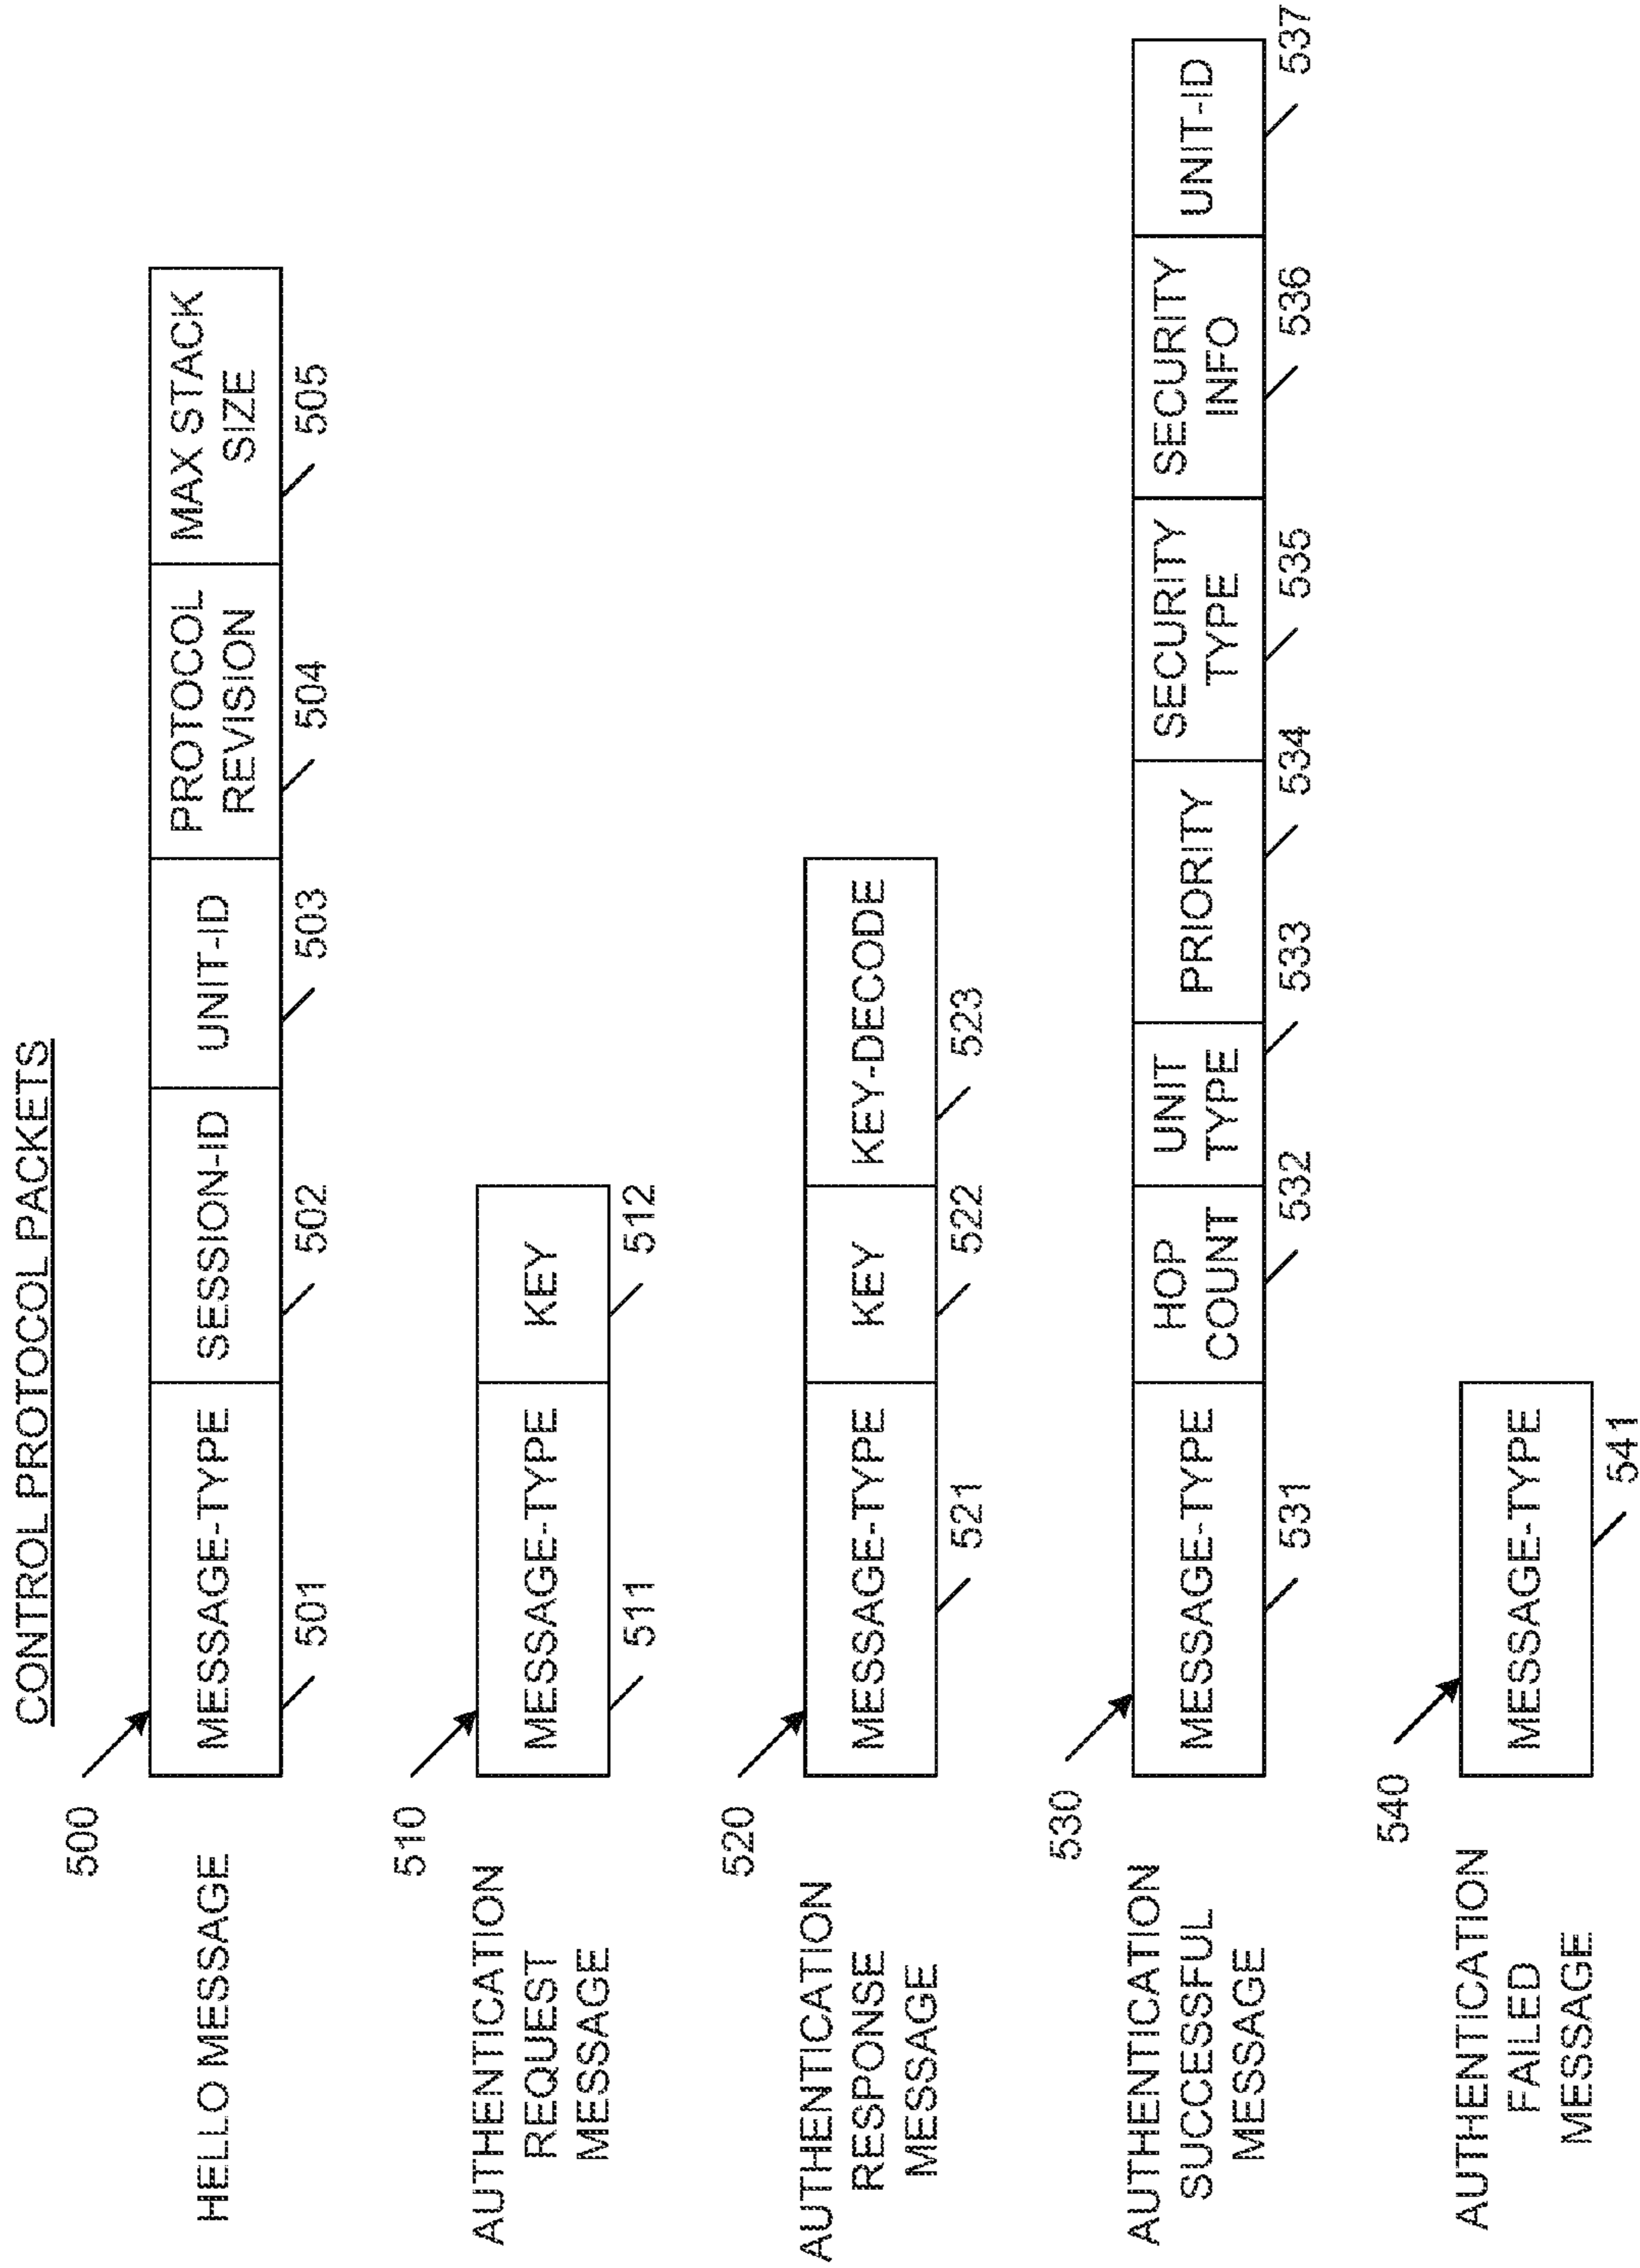 CONTROL PROTOCOL PACKETS
500
HELLO MESSAGE
MESSAGE-TYPE
SESSION-ID
UNIT-ID
PROTOCOL
REVISION
MAX STACK
SIZE
501
502
503
504
505
510
AUTHENTICATION
REQUEST
MESSAGE
MESSAGE-TYPE
KEY
511
512
520
AUTHENTICATION
RESPONSE
MESSAGE
MESSAGE-TYPE
KEY
KEY-DECODE
521
522
523
530
AUTHENTICATION
SUCCESSFUL
MESSAGE
MESSAGE-TYPE
HOP
COUNT
UNIT
TYPE
PRIORITY
SECURITY
TYPE
SECURITY
INFO
UNIT-ID
531
532
533
534
535
536
537
540
AUTHENTICATION
FAILED
MESSAGE
MESSAGE-TYPE
541